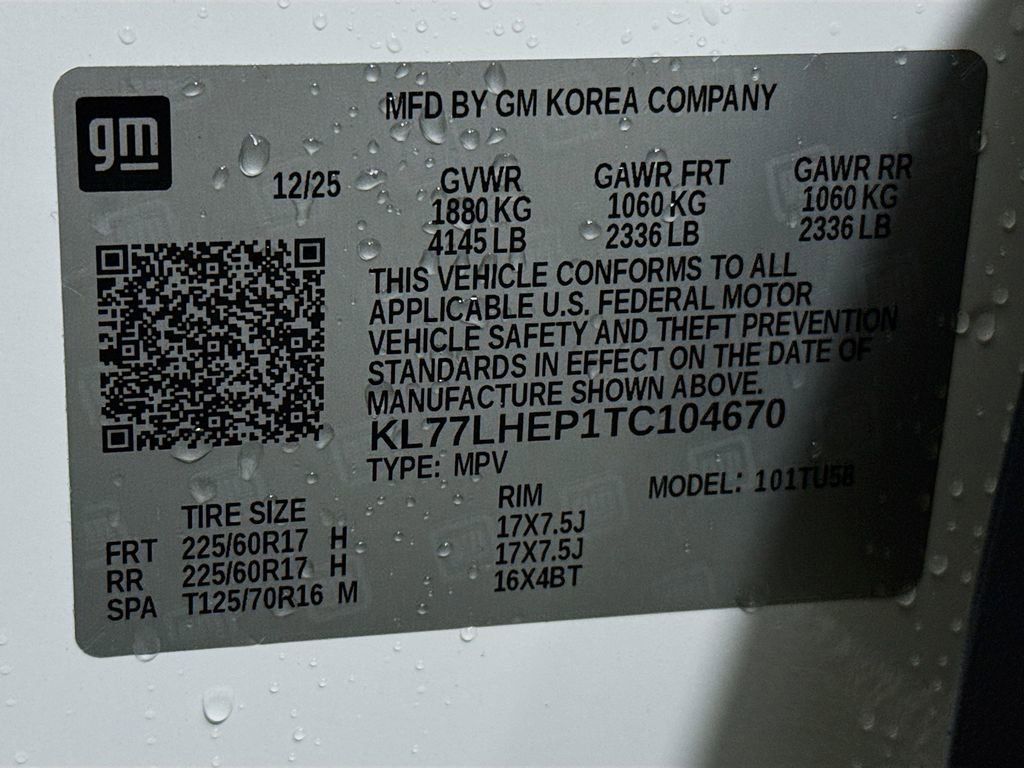 gm
MFD BY GM KOREA COMPANY
12/25
GVWR GAWR FRT GAWR RR
1880 KG 1060 KG 1060 KG
4145 LB 2336 LB 2336 LB
THIS VEHICLE CONFORMS TO ALL
APPLICABLE U.S. FEDERAL MOTOR
VEHICLE SAFETY AND THEFT PREVENTION
STANDARDS IN EFFECT ON THE DATE OF
MANUFACTURE SHOWN ABOVE.
KL77LHEP1TC104670
TYPE: MPV MODEL: 101TU58
TIRE SIZE RIM
FRT 225/60R17 H 17X7.5J
RR 225/60R17 H 17X7.5J
SPA T125/70R16 M 16X4BT